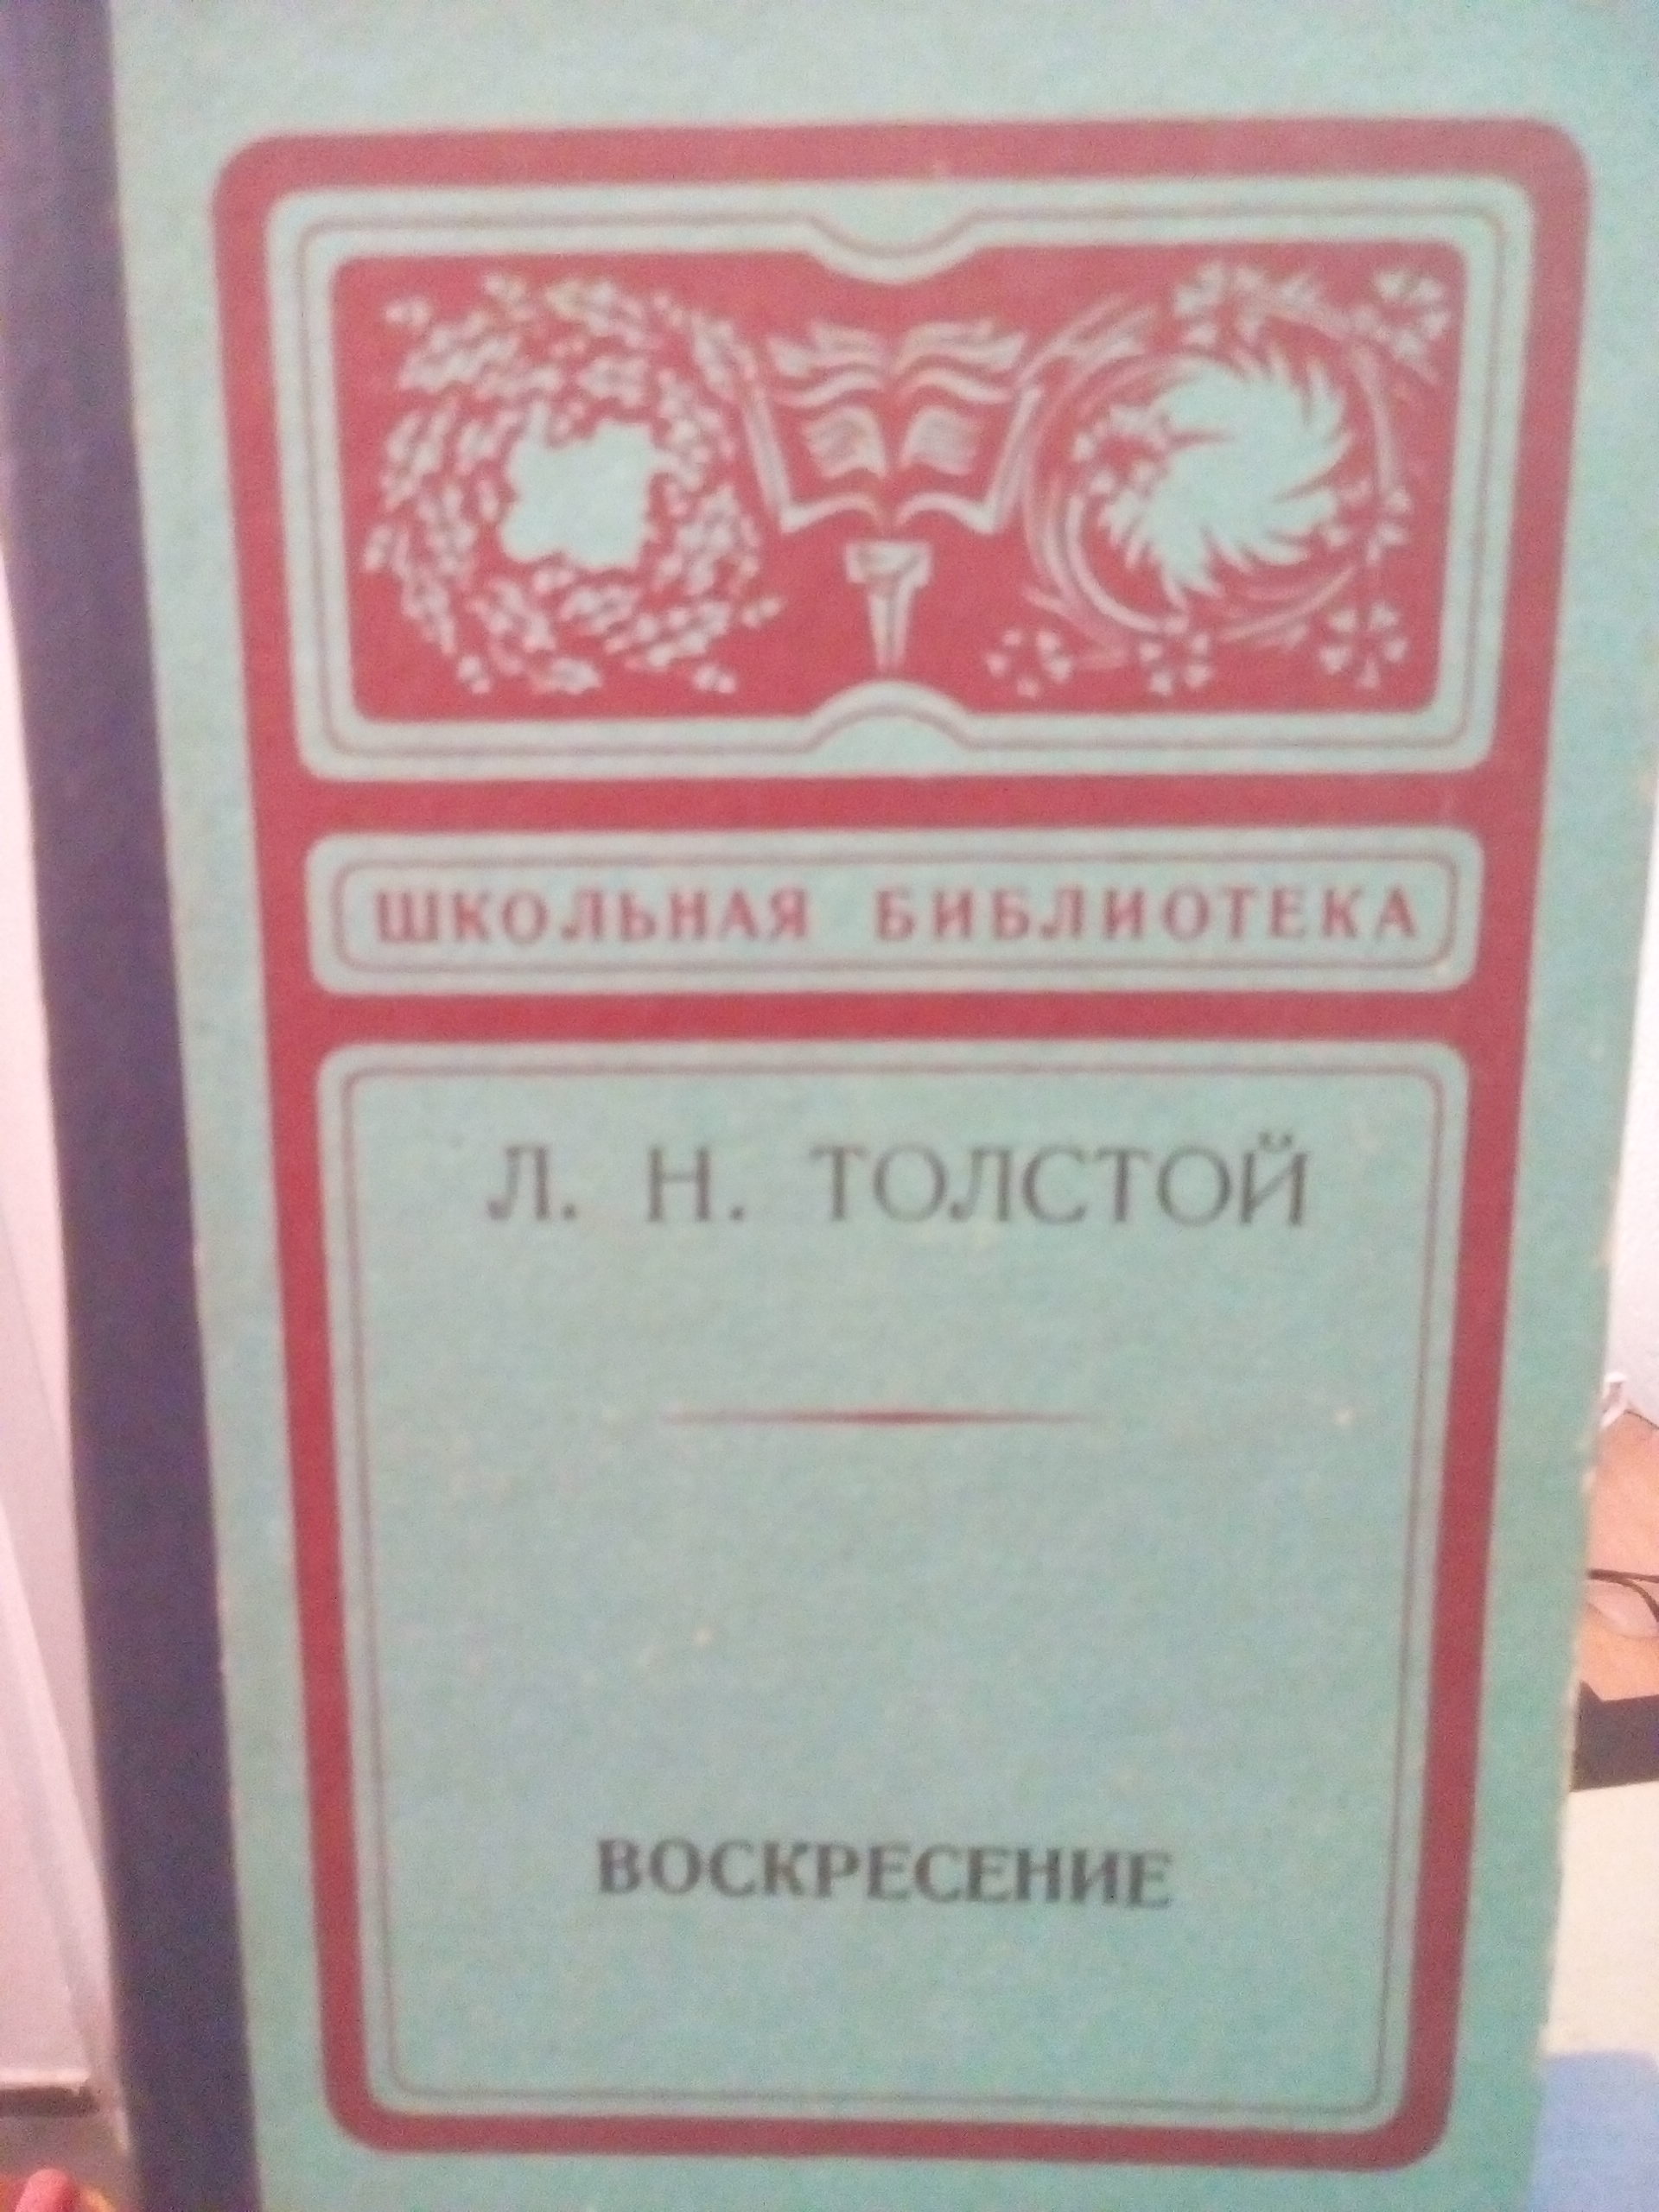 ШКОЛЬНАЯ БИБЛИОТЕКА
Л. Н. ТОЛСТОЙ
ВОСКРЕСЕНИЕ